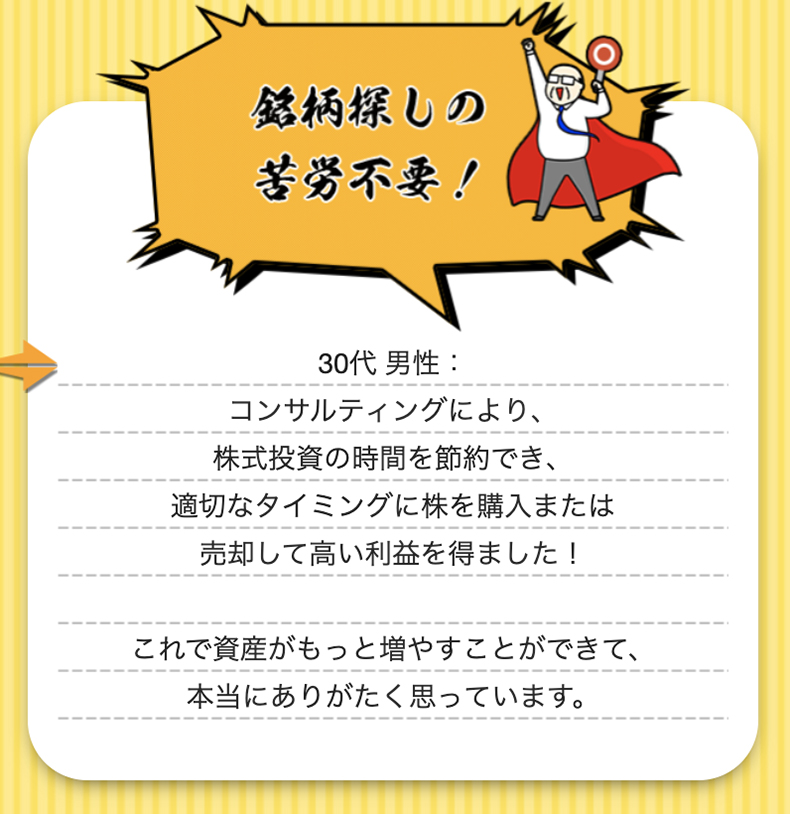 銘柄探しの
苦労不要！
30代 男性：
コンサルティングにより、
株式投資の時間を節約でき、
適切なタイミングに株を購入または
売却して高い利益を得ました！
これで資産がもっと増やすことができて、
本当にありがたく思っています。